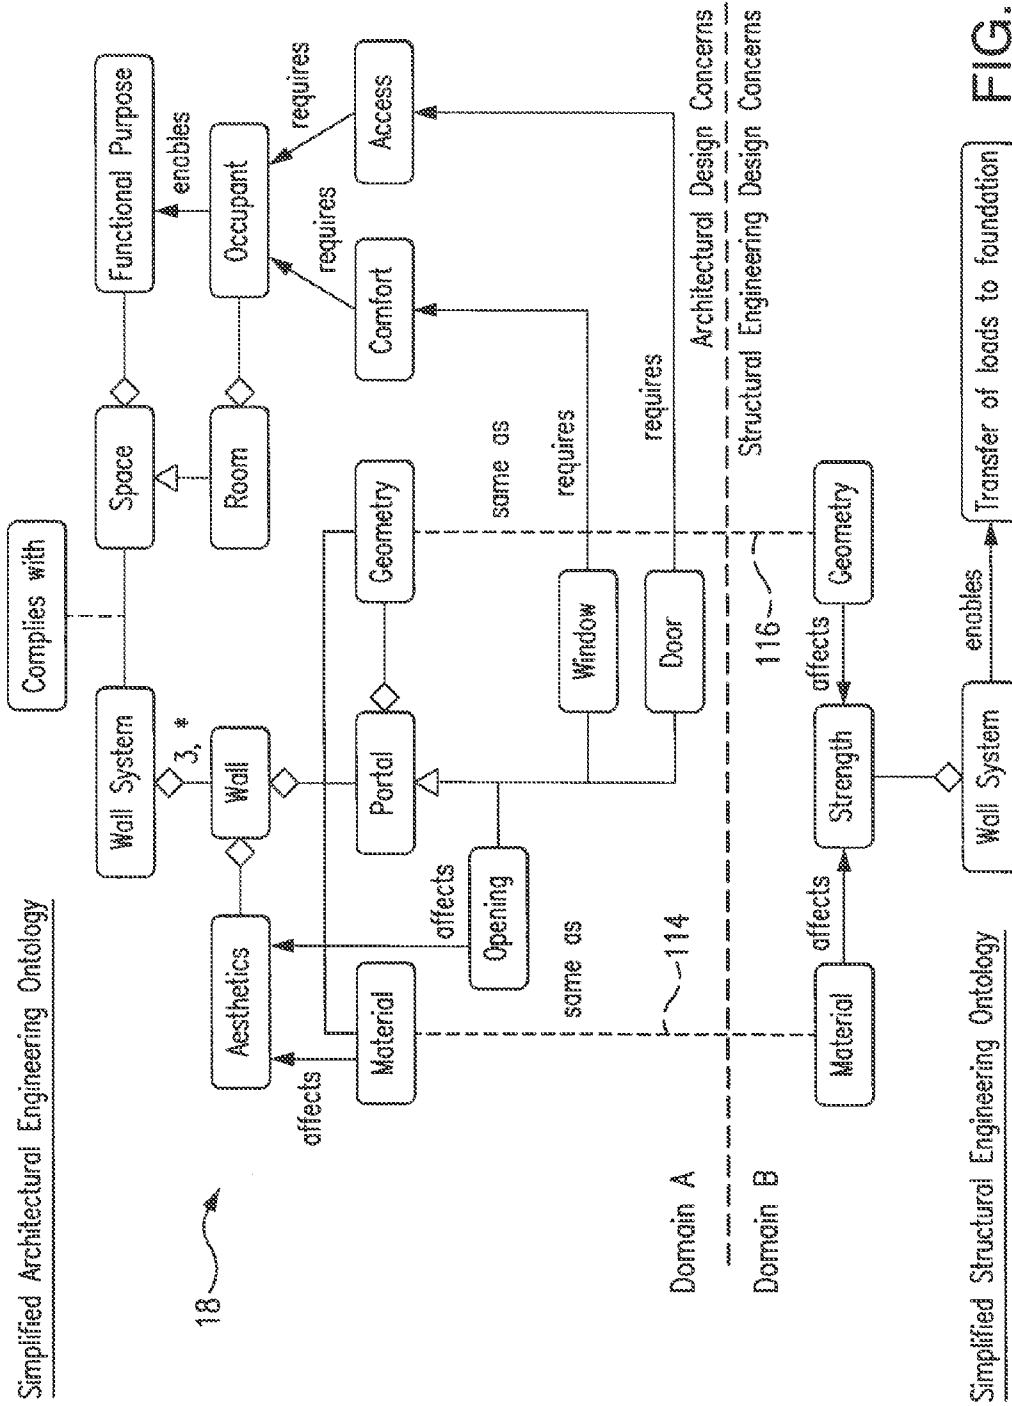 Simplified Architectural Engineering Ontology
18
Complies with
Wall System
Space
Functional Purpose
3, *
enables
Aesthetics
Wall
Room
Occupant
affects
requires
requires
Material
Portal
Geometry
Comfort
Access
affects
Opening
same as
same as
114
Window
requires
Door
requires
Domain A
Architectural Design Concerns
Domain B
Structural Engineering Design Concerns
116
Material
affects
Strength
affects
Geometry
Wall System
enables
Transfer of loads to foundation
Simplified Structural Engineering Ontology
FIG.